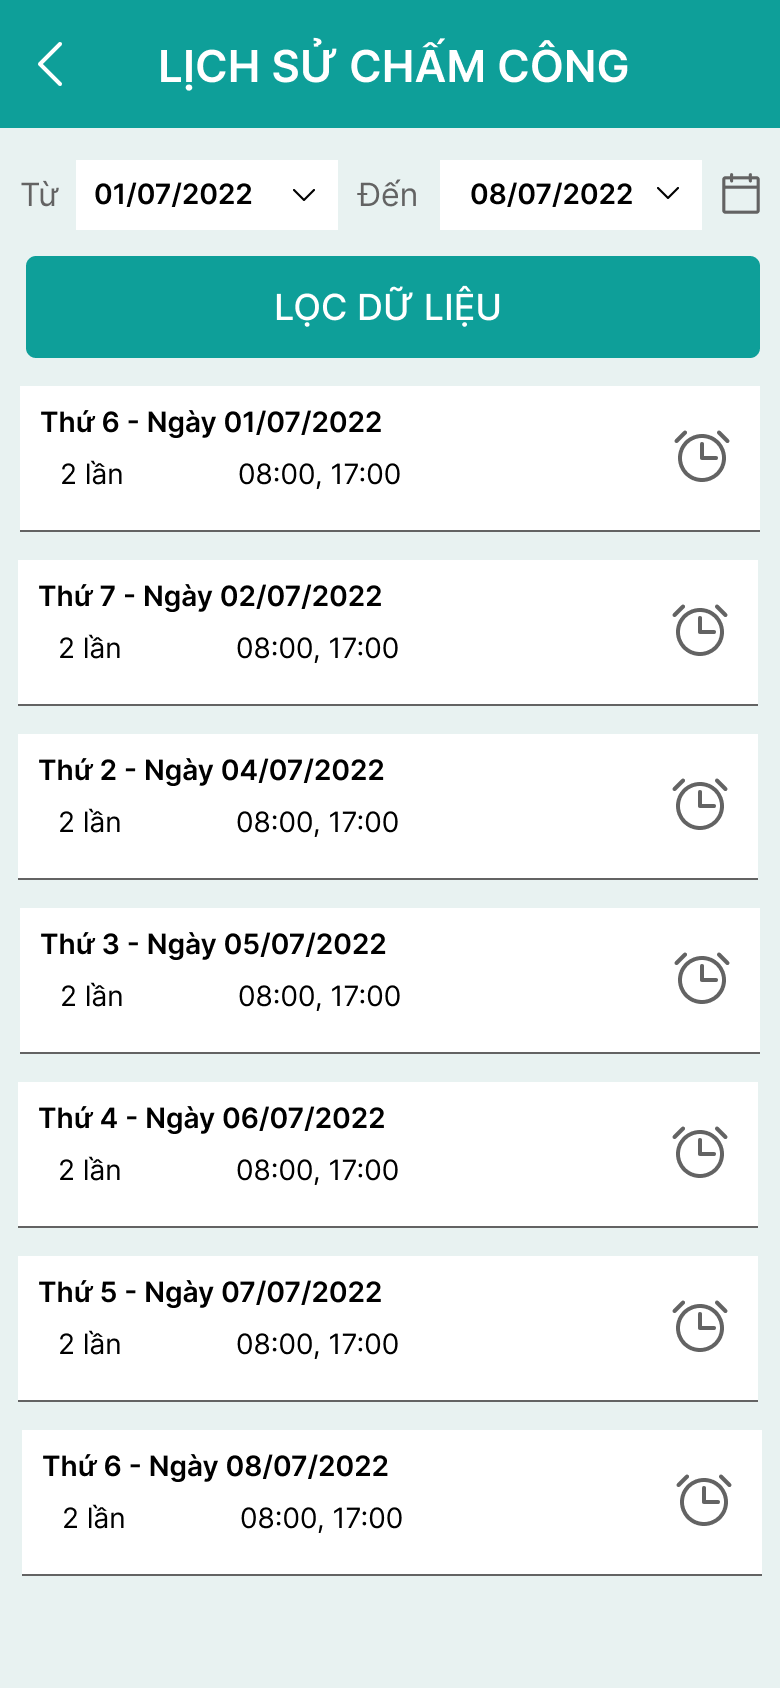 LỊCH SỬ CHẤM CÔNG
Từ 01/07/2022 Đến 08/07/2022
LỌC DỮ LIỆU
Thứ 6 - Ngày 01/07/2022
2 lần 08:00, 17:00
Thứ 7 - Ngày 02/07/2022
2 lần 08:00, 17:00
Thứ 2 - Ngày 04/07/2022
2 lần 08:00, 17:00
Thứ 3 - Ngày 05/07/2022
2 lần 08:00, 17:00
Thứ 4 - Ngày 06/07/2022
2 lần 08:00, 17:00
Thứ 5 - Ngày 07/07/2022
2 lần 08:00, 17:00
Thứ 6 - Ngày 08/07/2022
2 lần 08:00, 17:00